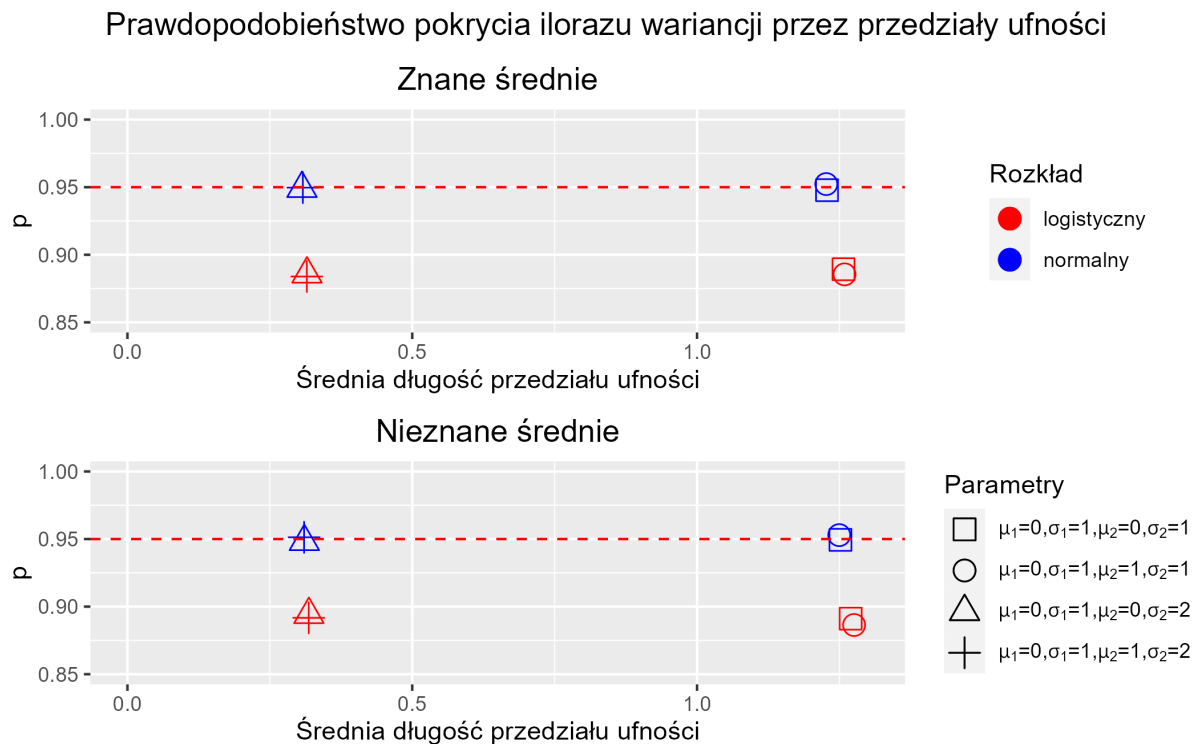 Prawdopodobieństwo pokrycia ilorazu wariancji przez przedziały ufności
Znane średnie
1.00
0.95
0.90
0.85
p
0.0 0.5 1.0
Średnia długość przedziału ufności
Rozkład
logistyczny
normalny
Nieznane średnie
1.00
0.95
0.90
0.85
p
0.0 0.5 1.0
Średnia długość przedziału ufności
Parametry
μ₁=0,σ₁=1,μ₂=0,σ₂=1
μ₁=0,σ₁=1,μ₂=1,σ₂=1
μ₁=0,σ₁=1,μ₂=0,σ₂=2
μ₁=0,σ₁=1,μ₂=1,σ₂=2